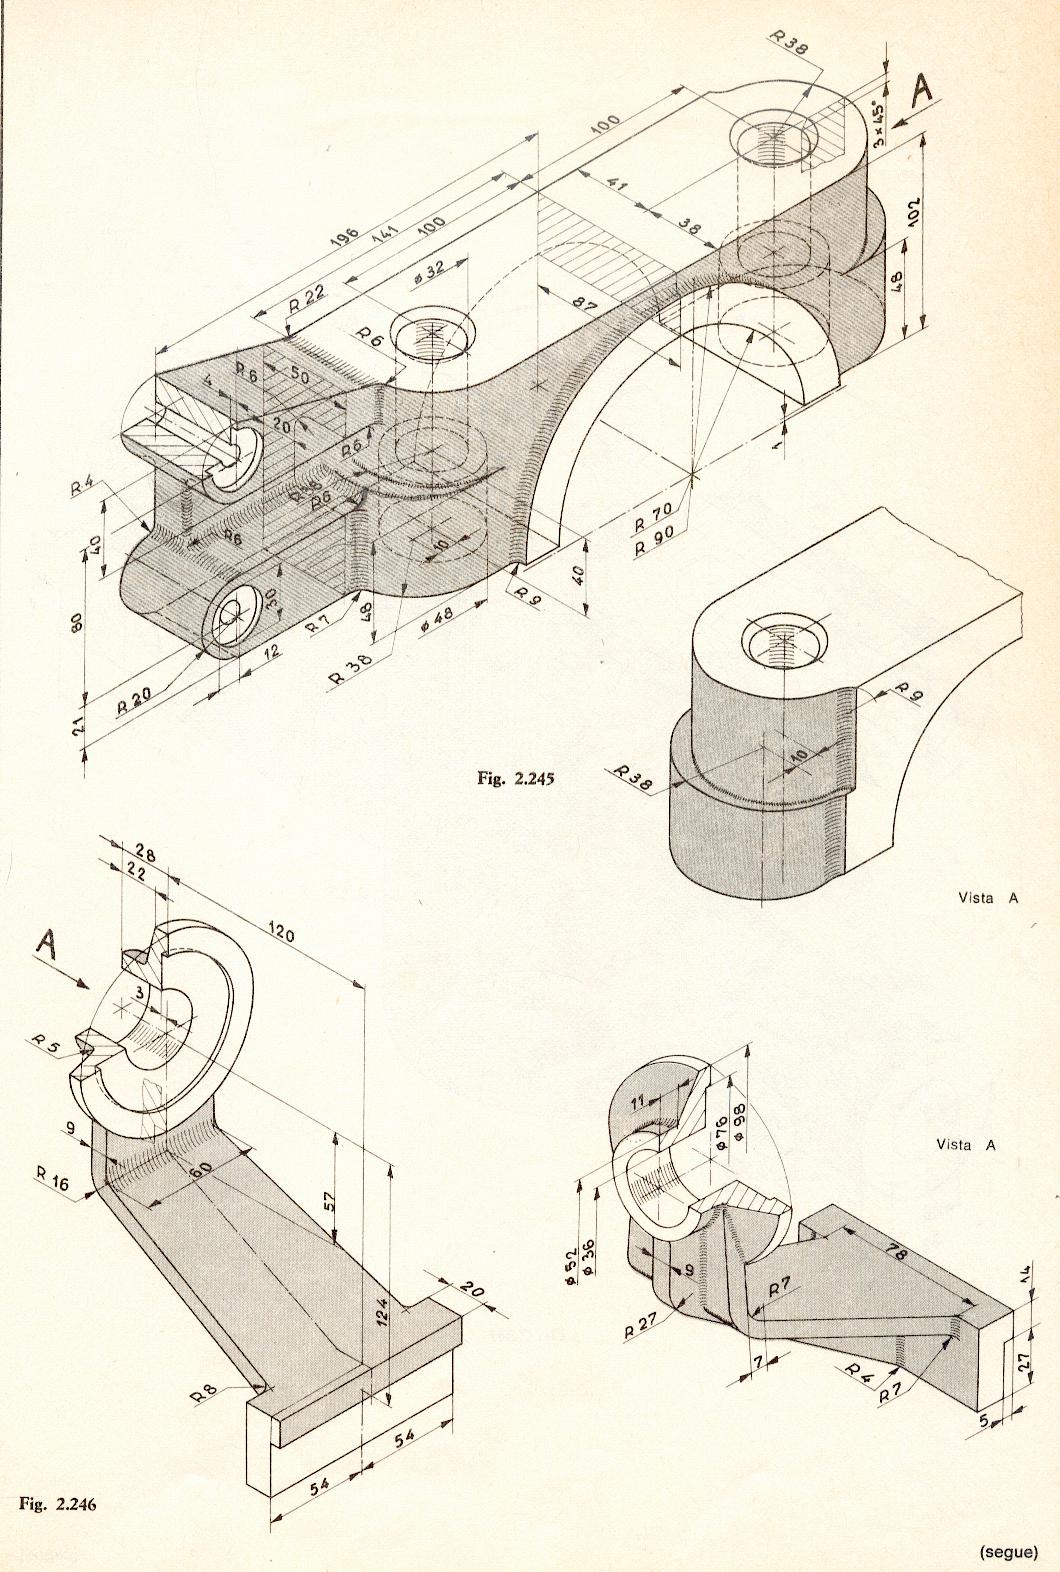 R38
A
3 x 45°
100
196
141
100
41
38
102
48
ø 32
R 22
R 6
87
R 6
50
4
20
R 6
R 6
R 6
R 4
40
80
21
30
12
R 20
R 7
48
R 38
10
ø 48
R 9
40
R 70
R 90
1
R 9
10
R 38
Fig. 2.245
Vista A
28
22
120
A
3
R 5
9
R 16
60
57
124
20
R 8
54
54
Fig. 2.246
11
ø 76
ø 98
Vista A
ø 52
ø 36
9
R 27
R 7
7
78
14
27
R 4
R 7
5
(segue)